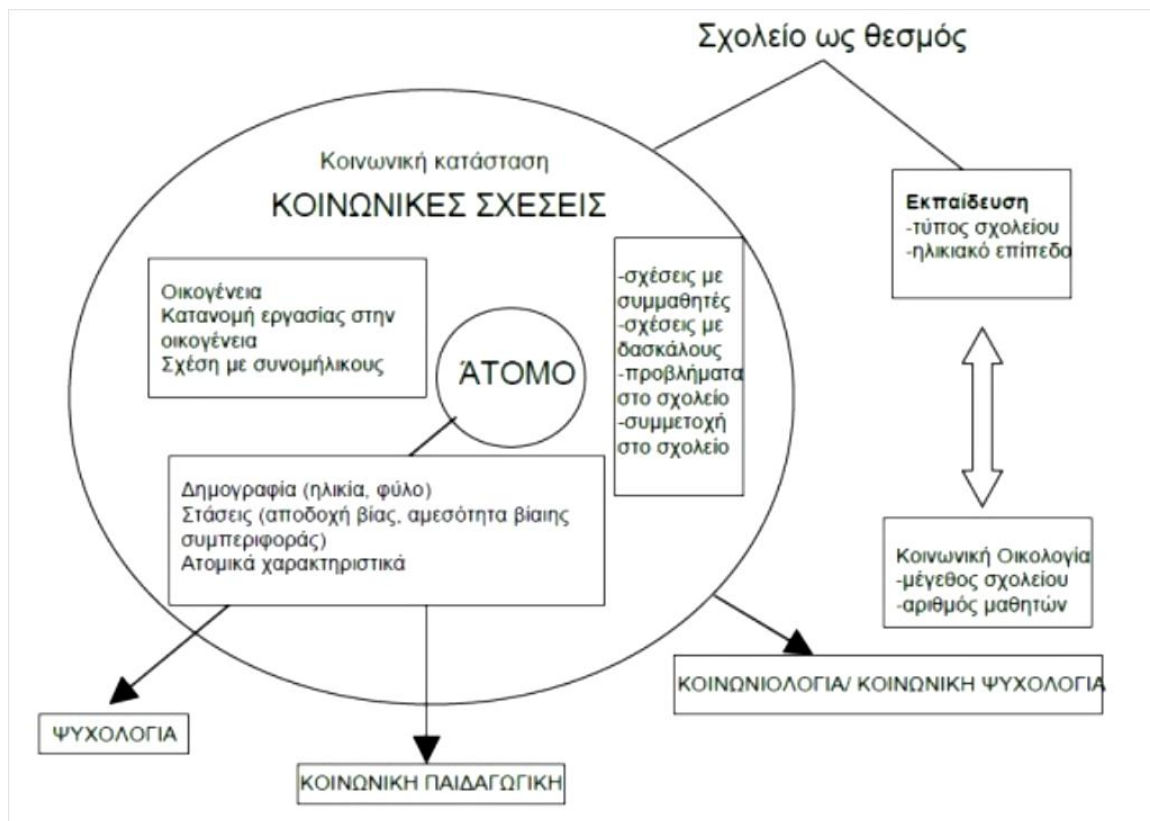 Σχολείο ως θεσμός
Κοινωνική κατάσταση
ΚΟΙΝΩΝΙΚΕΣ ΣΧΕΣΕΙΣ
Οικογένεια
Κατανομή εργασίας στην
οικογένεια
Σχέση με συνομήλικους
ΆΤΟΜΟ
-σχέσεις με
συμμαθητές
-σχέσεις με
δασκάλους
-προβλήματα
στο σχολείο
-συμμετοχή
στο σχολείο
Εκπαίδευση
-τύπος σχολείου
-ηλικιακό επίπεδο
Δημογραφία (ηλικία, φύλο)
Στάσεις (αποδοχή βίας, αμεσότητα βίαιης
συμπεριφοράς)
Ατομικά χαρακτηριστικά
Κοινωνική Οικολογία
-μέγεθος σχολείου
-αριθμός μαθητών
ΚΟΙΝΩΝΙΟΛΟΓΙΑ/ ΚΟΙΝΩΝΙΚΗ ΨΥΧΟΛΟΓΙΑ
ΨΥΧΟΛΟΓΙΑ
ΚΟΙΝΩΝΙΚΗ ΠΑΙΔΑΓΩΓΙΚΗ